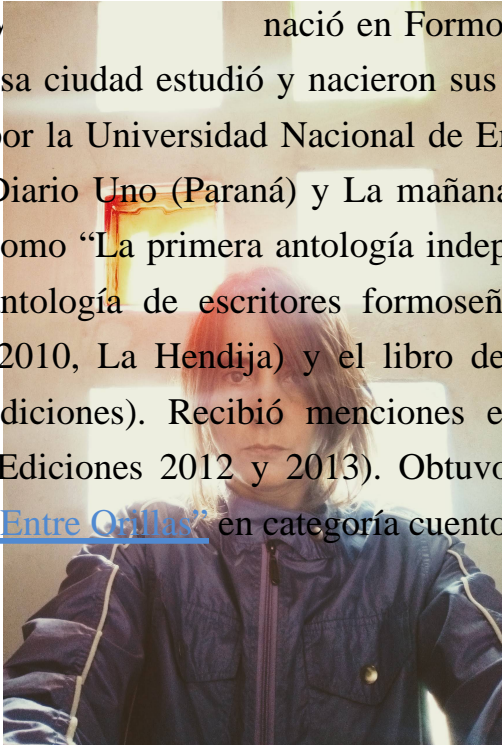 nació en Formo
sa ciudad estudió y nacieron sus
or la Universidad Nacional de E
Diario Uno (Paraná) y La mañana
omo “La primera antología indep
ntología de escritores formoseñ
2010, La Hendija) y el libro de
diciones). Recibió menciones e
Ediciones 2012 y 2013). Obtuvo
Entre Orillas” en categoría cuento